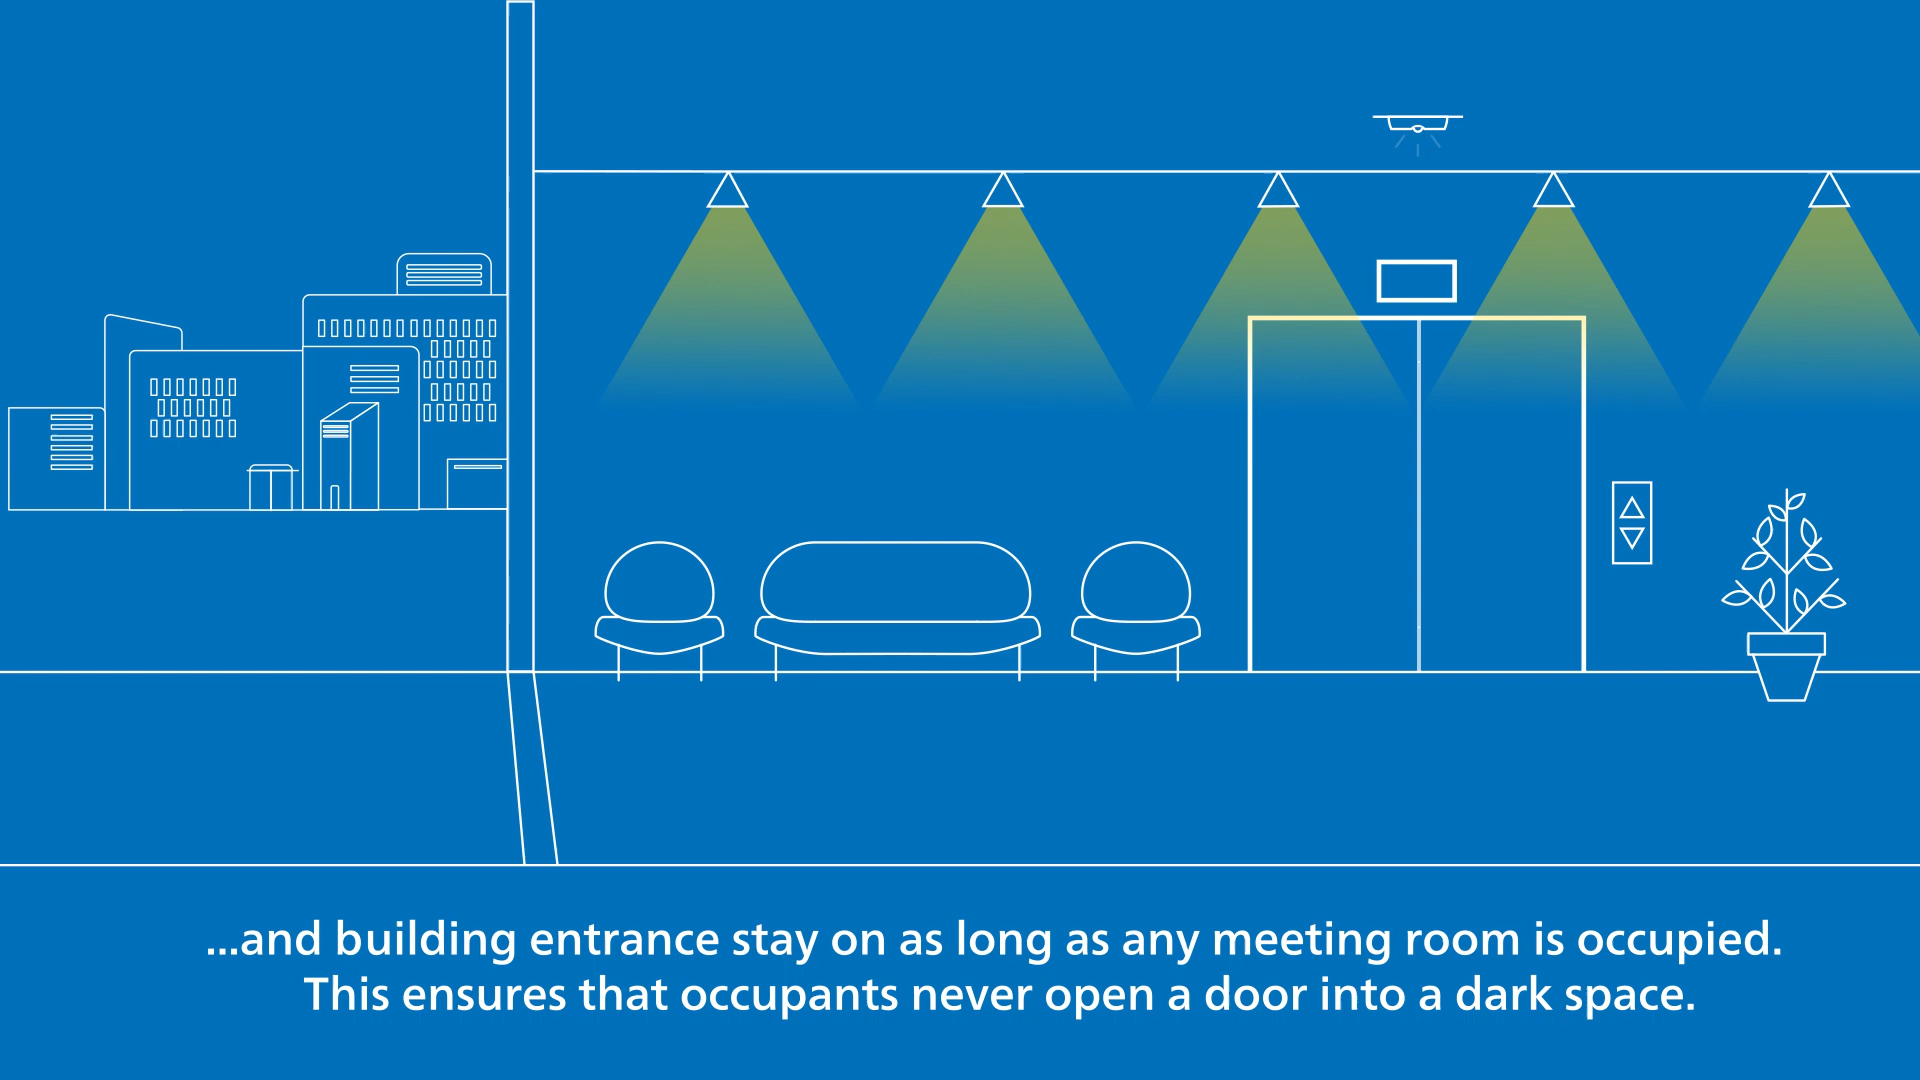 ...and building entrance stay on as long as any meeting room is occupied.
This ensures that occupants never open a door into a dark space.